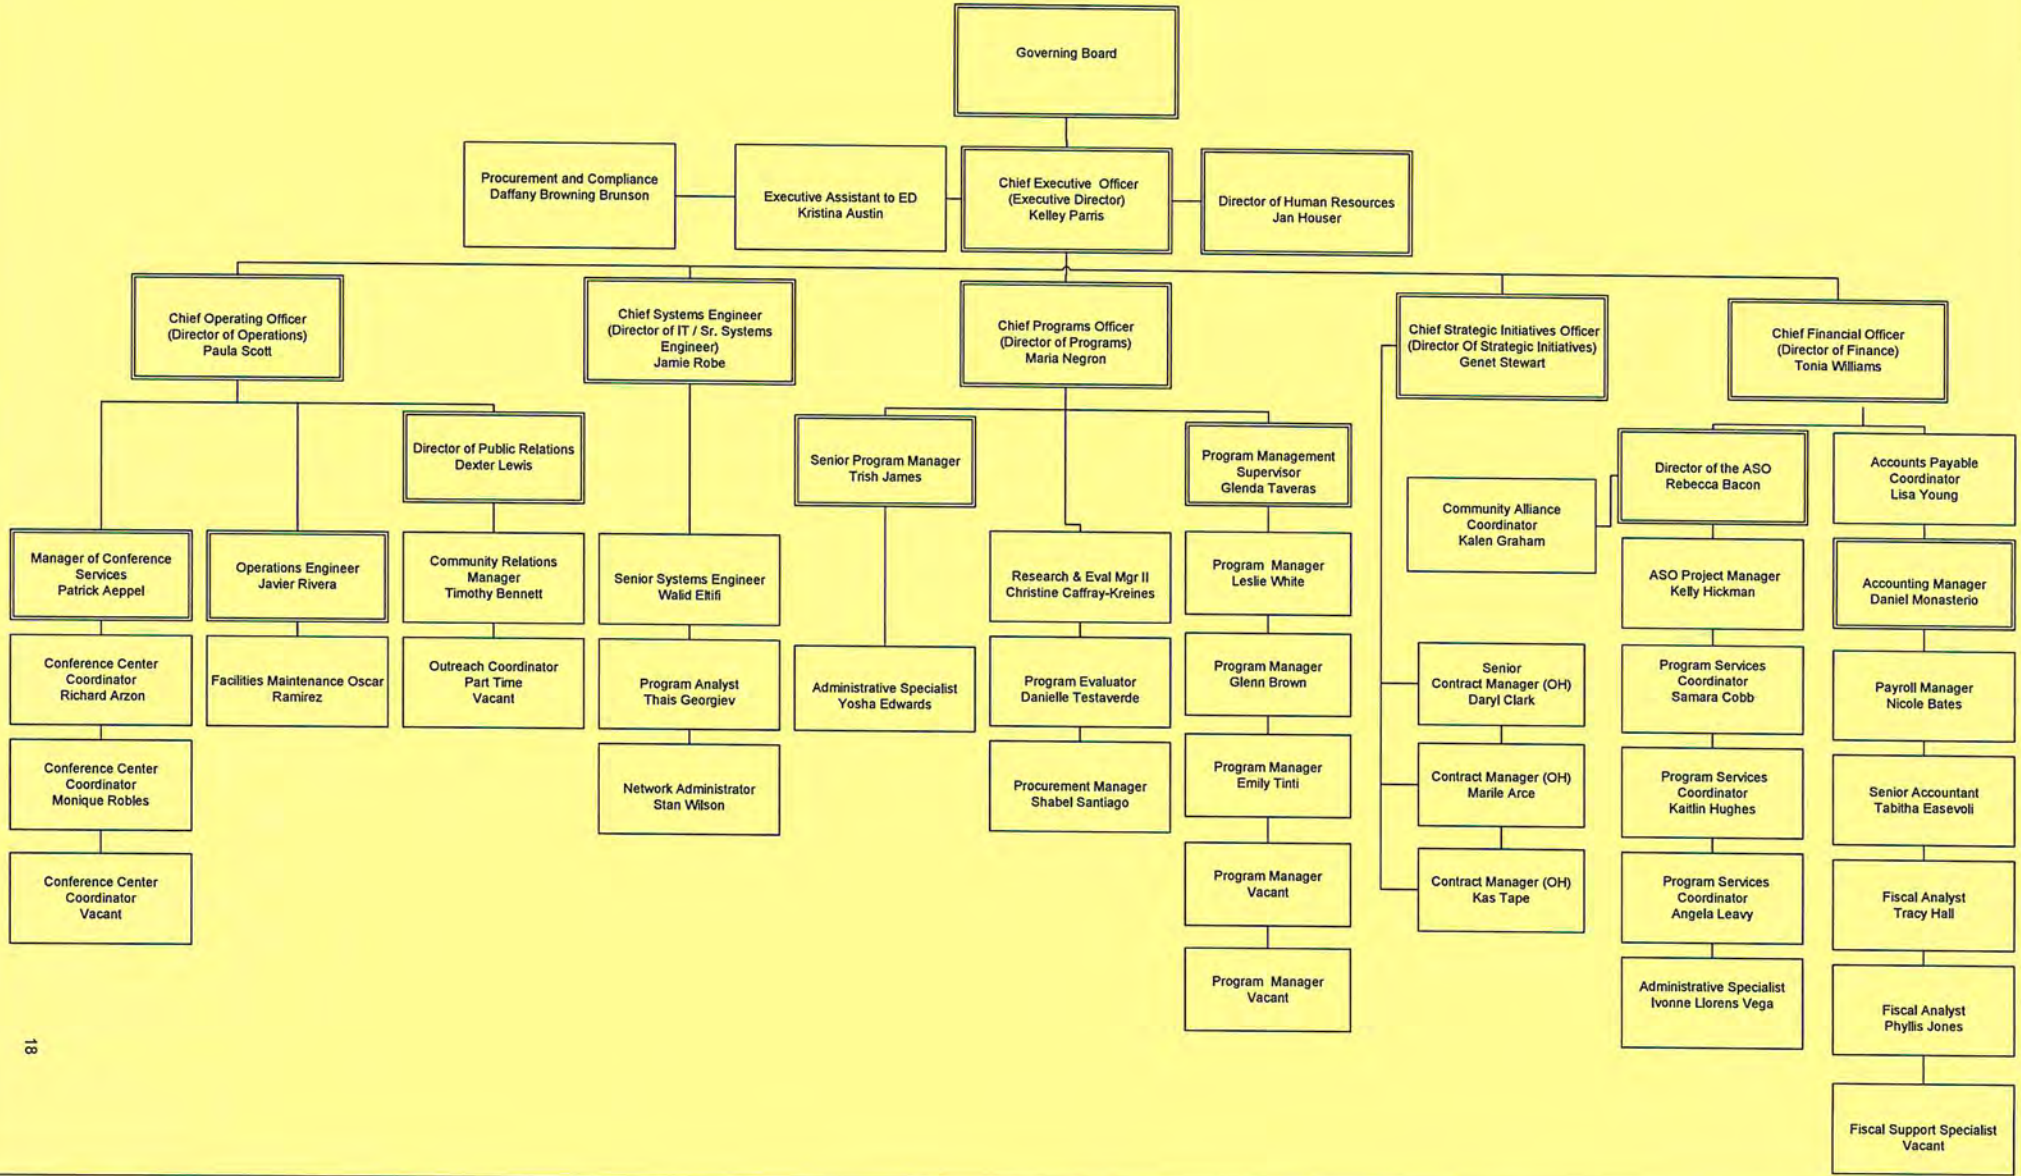 Governing Board
Procurement and Compliance
Daffany Browning Brunson
Executive Assistant to ED
Kristina Austin
Chief Executive Officer
(Executive Director)
Kelley Parris
Director of Human Resources
Jan Houser
Chief Operating Officer
(Director of Operations)
Paula Scott
Chief Systems Engineer
(Director of IT / Sr. Systems
Engineer)
Jamie Robe
Chief Programs Officer
(Director of Programs)
Maria Negron
Chief Strategic Initiatives Officer
(Director Of Strategic Initiatives)
Genet Stewart
Chief Financial Officer
(Director of Finance)
Tonia Williams
Director of Public Relations
Dexter Lewis
Senior Program Manager
Trish James
Program Management
Supervisor
Glenda Taveras
Community Alliance
Coordinator
Kalen Graham
Director of the ASO
Rebecca Bacon
Accounts Payable
Coordinator
Lisa Young
Manager of Conference
Services
Patrick Aeppel
Operations Engineer
Javier Rivera
Community Relations
Manager
Timothy Bennett
Senior Systems Engineer
Walid Eltifi
Research & Eval Mgr II
Christine Caffray-Kreines
Program Manager
Leslie White
ASO Project Manager
Kelly Hickman
Accounting Manager
Daniel Monasterio
Conference Center
Coordinator
Richard Arzon
Facilities Maintenance Oscar
Ramirez
Outreach Coordinator
Part Time
Vacant
Program Analyst
Thais Georgiev
Administrative Specialist
Yosha Edwards
Program Evaluator
Danielle Testaverde
Program Manager
Glenn Brown
Senior
Contract Manager (OH)
Daryl Clark
Program Services
Coordinator
Samara Cobb
Payroll Manager
Nicole Bates
Conference Center
Coordinator
Monique Robles
Network Administrator
Stan Wilson
Procurement Manager
Shabel Santiago
Program Manager
Emily Tinti
Contract Manager (OH)
Marile Arce
Program Services
Coordinator
Kaitlin Hughes
Senior Accountant
Tabitha Easevoli
Conference Center
Coordinator
Vacant
Program Manager
Vacant
Contract Manager (OH)
Kas Tape
Program Services
Coordinator
Angela Leavy
Fiscal Analyst
Tracy Hall
Program Manager
Vacant
Administrative Specialist
Ivonne Llorens Vega
Fiscal Analyst
Phyllis Jones
Fiscal Support Specialist
Vacant
18